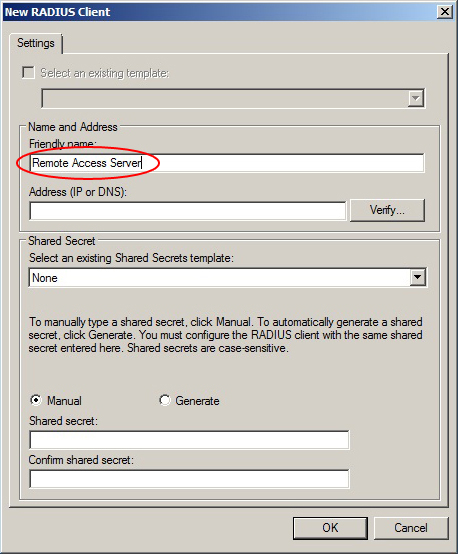 New RADIUS Client
Settings
Select an existing template:
Name and Address
Friendly name:
Remote Access Server
Address (IP or DNS):
Verify...
Shared Secret
Select an existing Shared Secrets template:
None
To manually type a shared secret, click Manual. To automatically generate a shared
secret, click Generate. You must configure the RADIUS client with the same shared
secret entered here. Shared secrets are case-sensitive.
Manual Generate
Shared secret:
Confirm shared secret:
OK Cancel